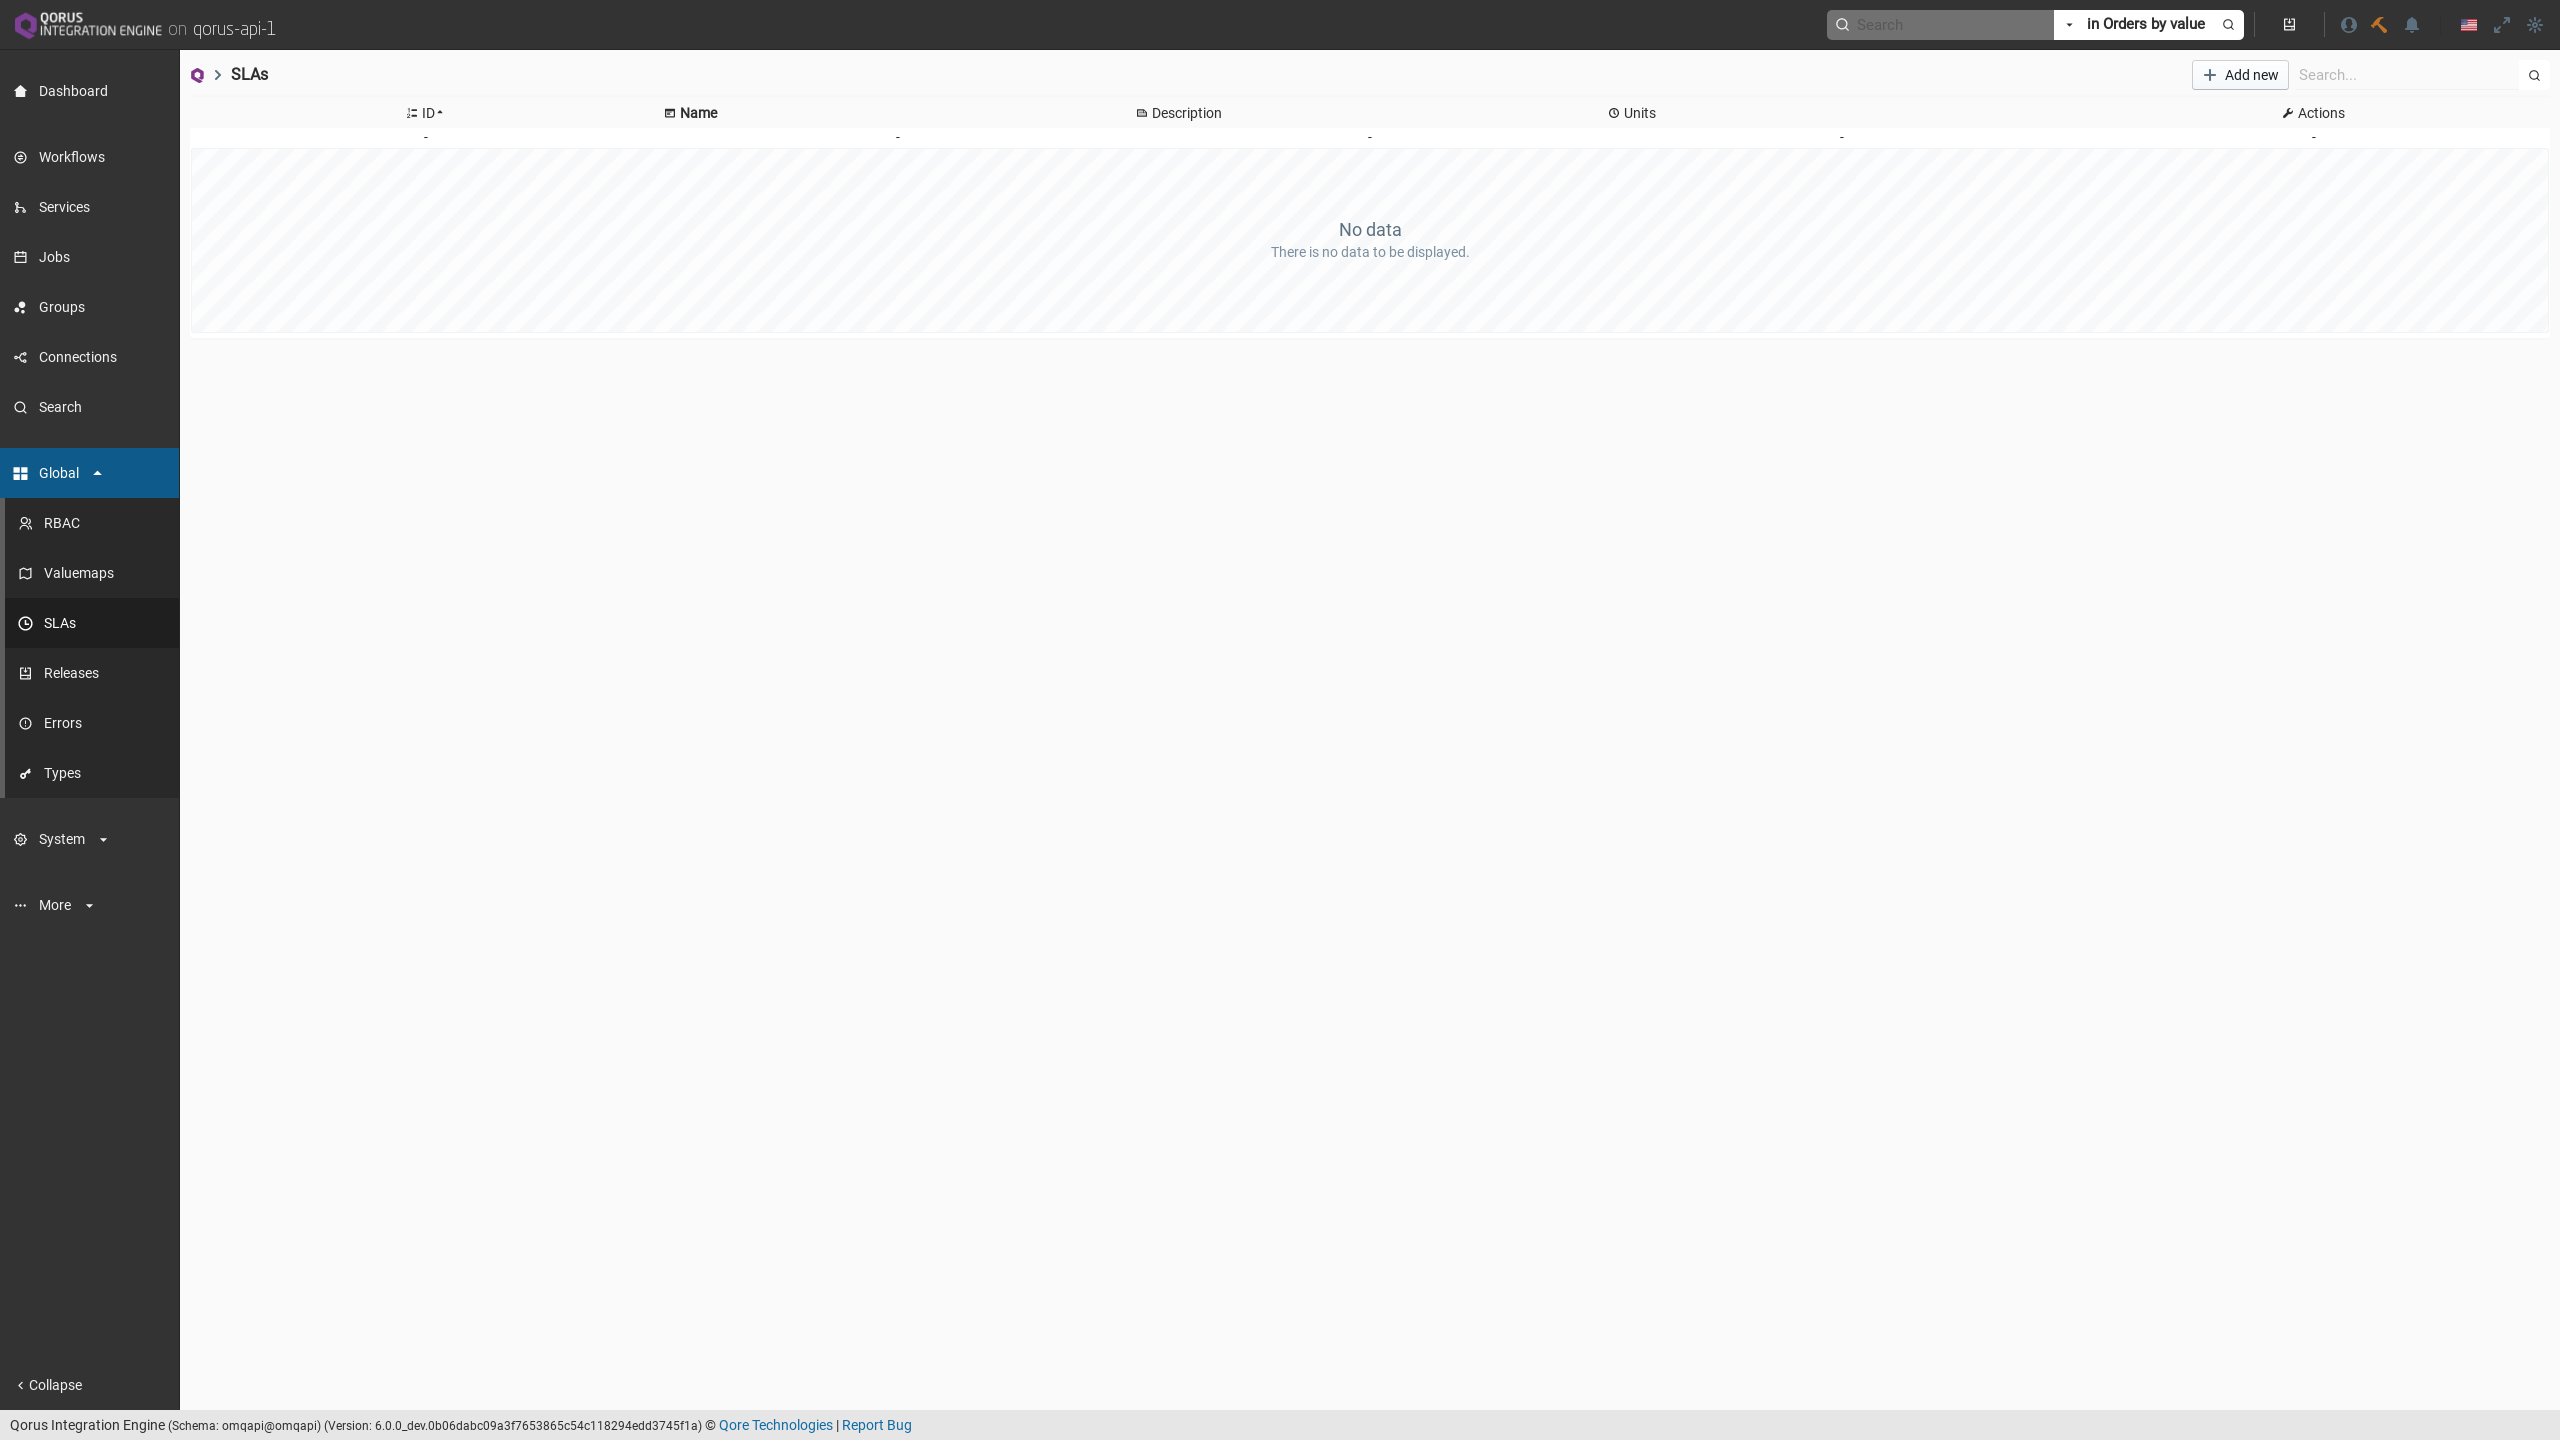 QORUS
INTEGRATION ENGINE on qorus-api-1
Search
in Orders by value
Dashboard
Workflows
Services
Jobs
Groups
Connections
Search
Global
RBAC
Valuemaps
SLAs
Releases
Errors
Types
System
More
Collapse
SLAs
Add new
Search...
ID
Name
Description
Units
Actions
- - - - -
No data
There is no data to be displayed.
Qorus Integration Engine (Schema: omqapi@omqapi) (Version: 6.0.0_dev.0b06dabc09a3f7653865c54c118294edd3745f1a) © Qore Technologies | Report Bug